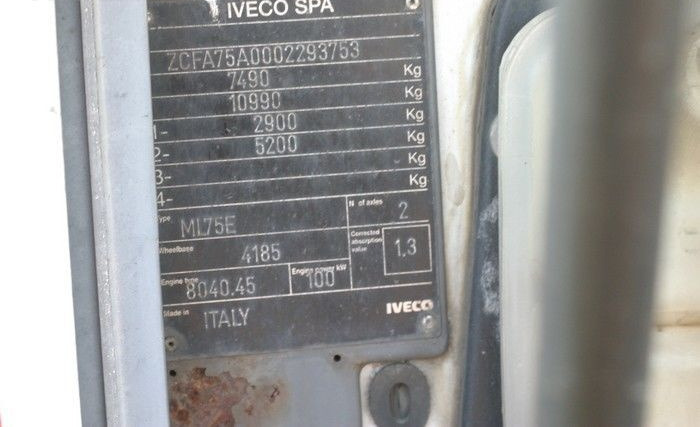 IVECO SPA
ZCFA75A0002293753
7490 Kg
10990 Kg
1- 2900 Kg
2- 5200 Kg
3- Kg
4- Kg
Type ML75E N of axles 2
Wheelbase 4185 Corrected absorption value 1.3
Engine type 8040.45 Engine power kW 100
Made in ITALY IVECO